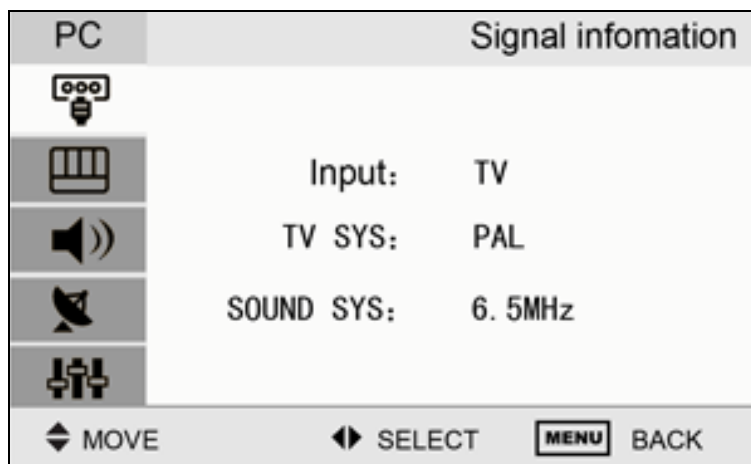 PC Signal infomation
Input: TV
TV SYS: PAL
SOUND SYS: 6.5MHz
MOVE SELECT MENU BACK